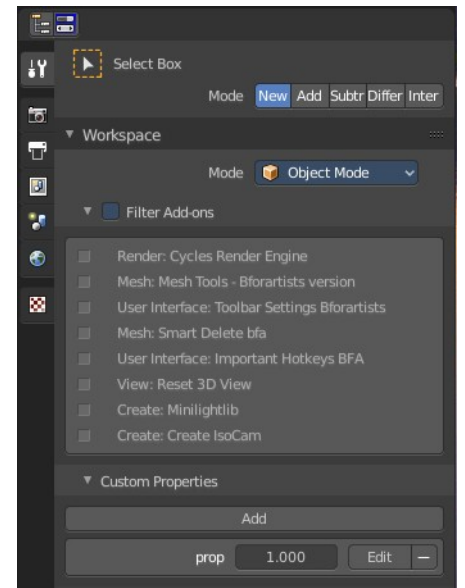 Select Box
Mode New Add Subtr Differ Inter
Workspace
Mode Object Mode
Filter Add-ons
Render: Cycles Render Engine
Mesh: Mesh Tools - Bforartists version
User Interface: Toolbar Settings Bforartists
Mesh: Smart Delete bfa
User Interface: Important Hotkeys BFA
View: Reset 3D View
Create: Minilightlib
Create: Create IsoCam
Custom Properties
Add
prop 1.000 Edit